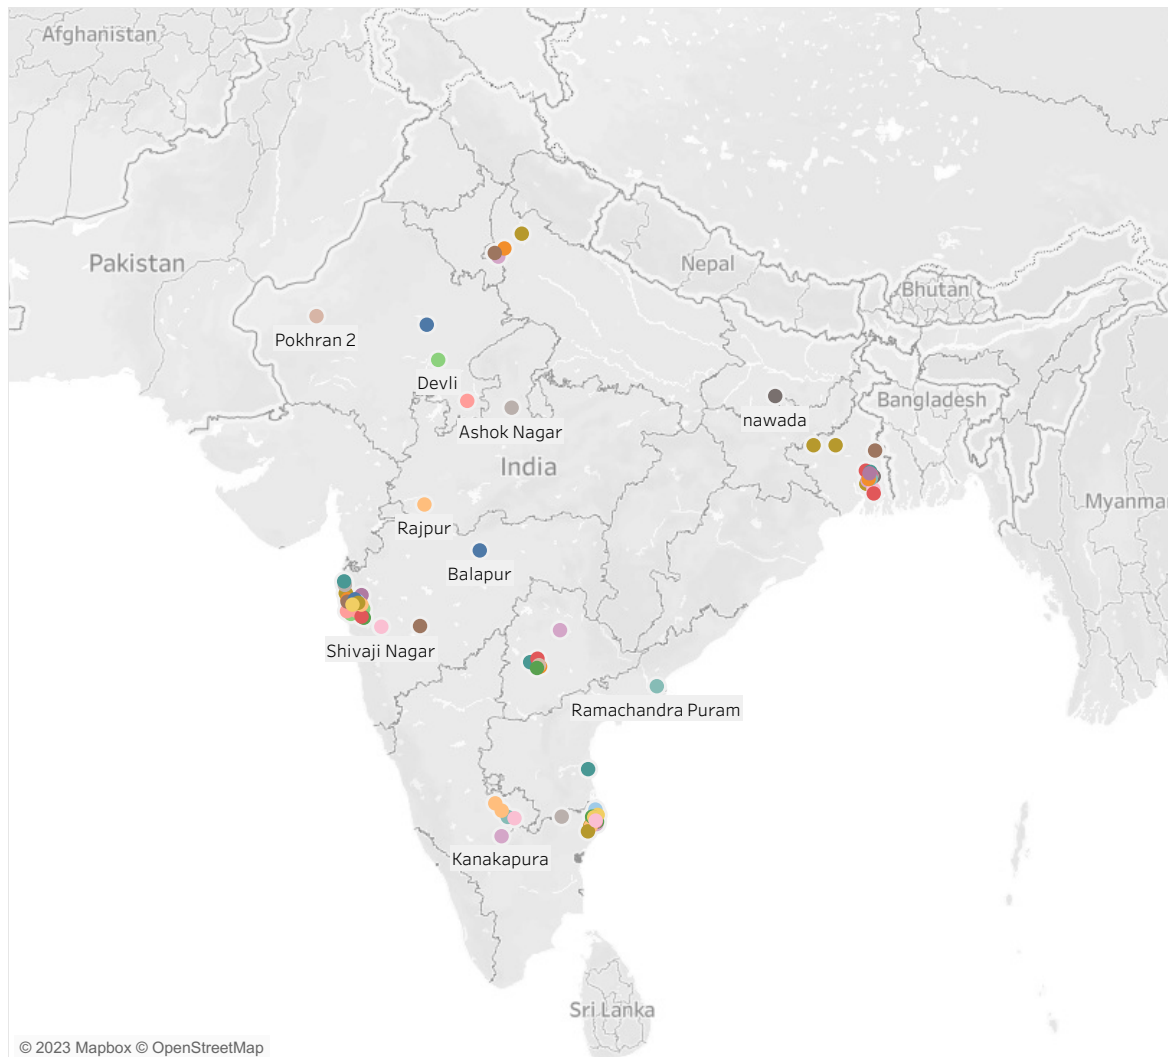 Afghanistan
Pakistan
Nepal
Bhutan
Pokhran 2
Devli
Ashok Nagar
nawada
Bangladesh
India
Myanmar
Rajpur
Balapur
Shivaji Nagar
Ramachandra Puram
Kanakapura
Sri Lanka
© 2023 Mapbox © OpenStreetMap